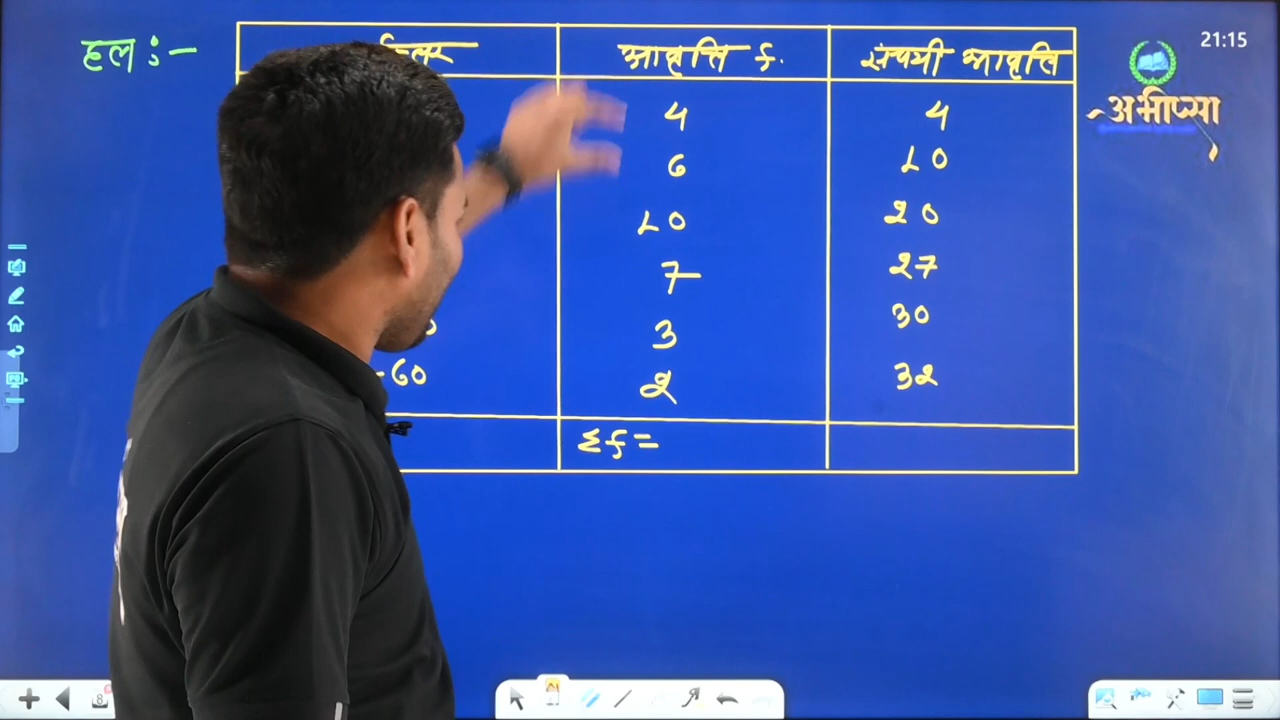 हल :-
आवृत्ति f.
संचयी आवृत्ति
21:15
अभीप्सा
4 4
6 10
10 20
7 27
3 30
-60 2 32
Σf =